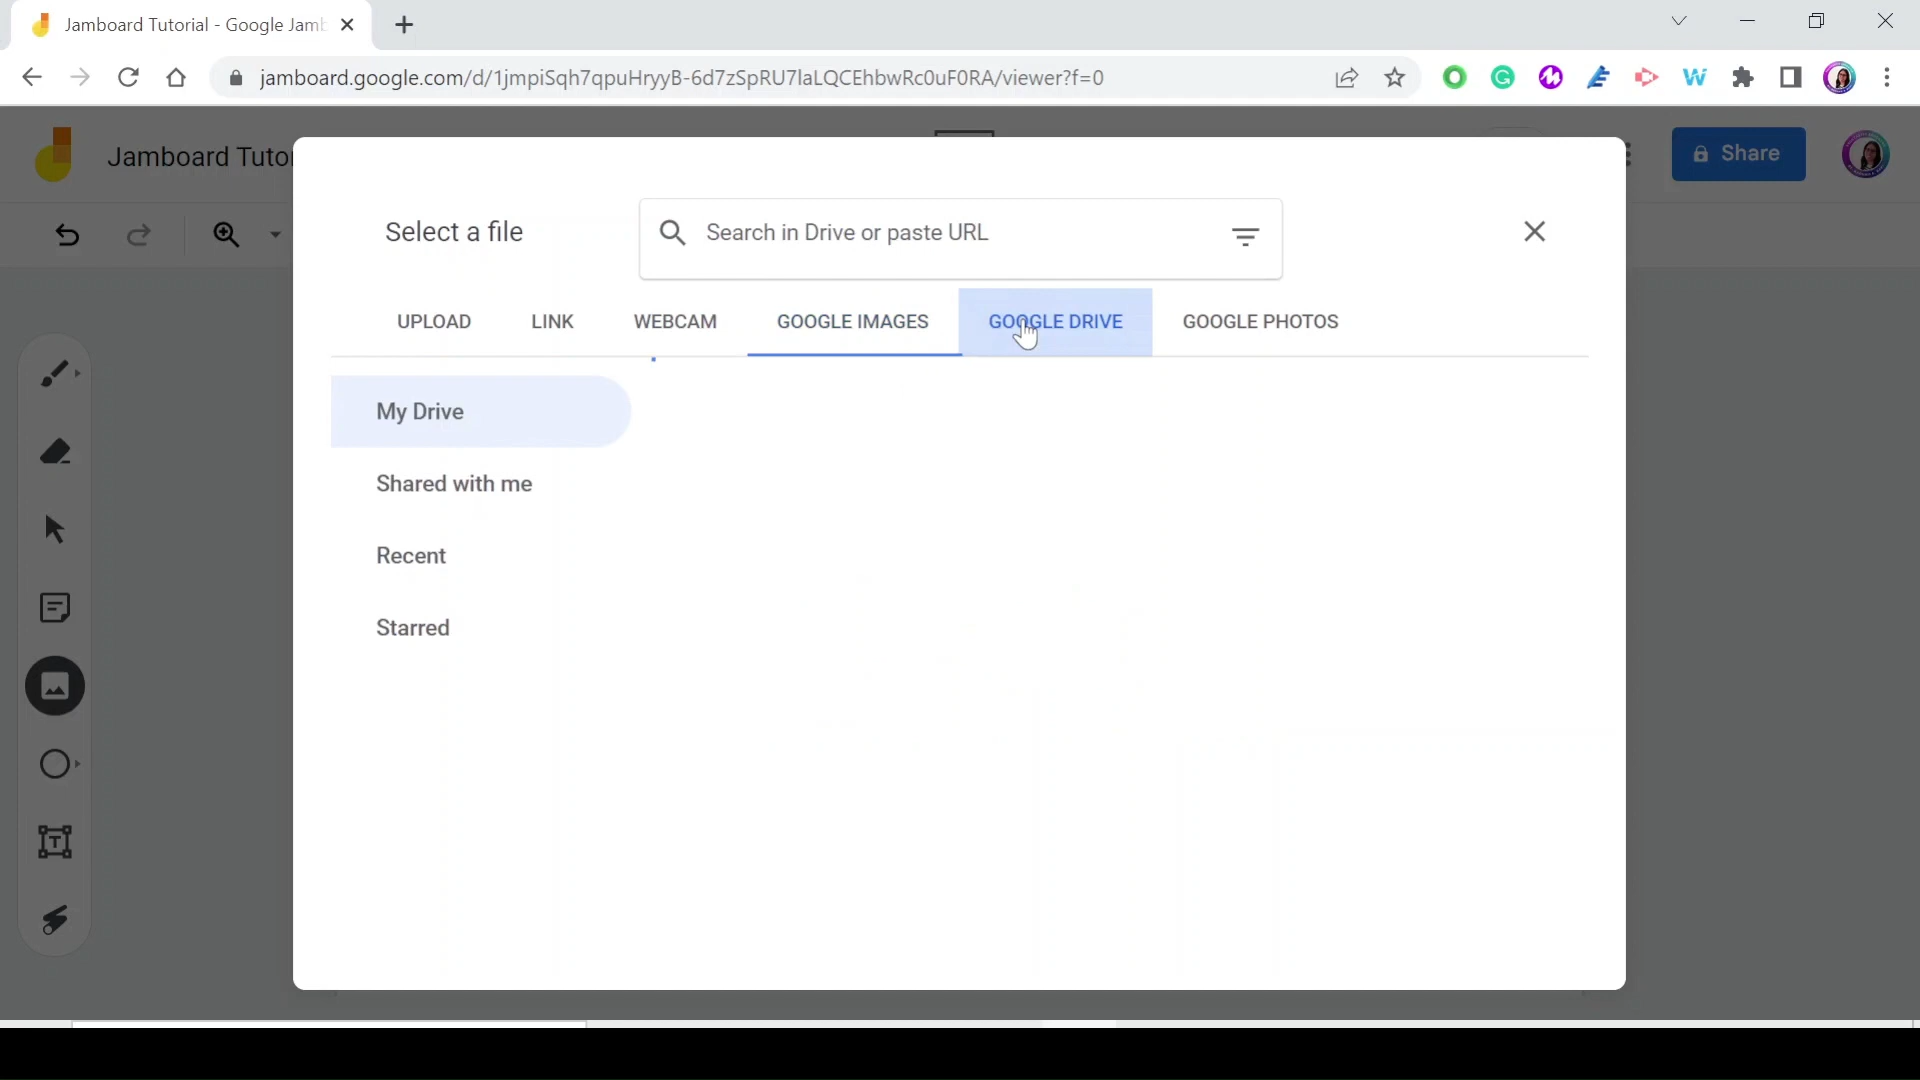 Jamboard Tutorial - Google Jamb
jamboard.google.com/d/1jmpiSqh7qpuHryyB-6d7zSpRU7laLQCEhbwRc0uF0RA/viewer?f=0
Jamboard Tutor
Share
Select a file
Search in Drive or paste URL
UPLOAD LINK WEBCAM GOOGLE IMAGES GOOGLE DRIVE GOOGLE PHOTOS
My Drive
Shared with me
Recent
Starred